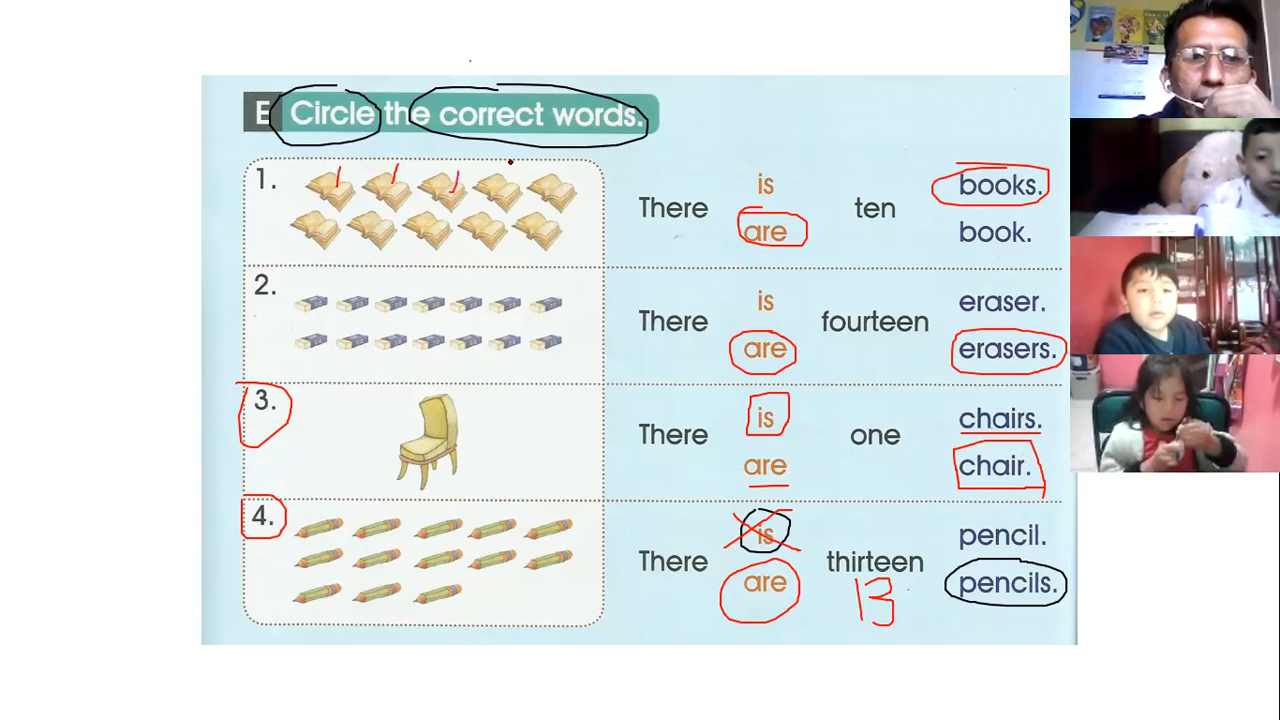 E Circle the correct words.
1.
There is are ten books. book.
2.
There is are fourteen eraser. erasers.
3.
There is are one chairs. chair.
4.
There is are thirteen pencil. pencils.
13